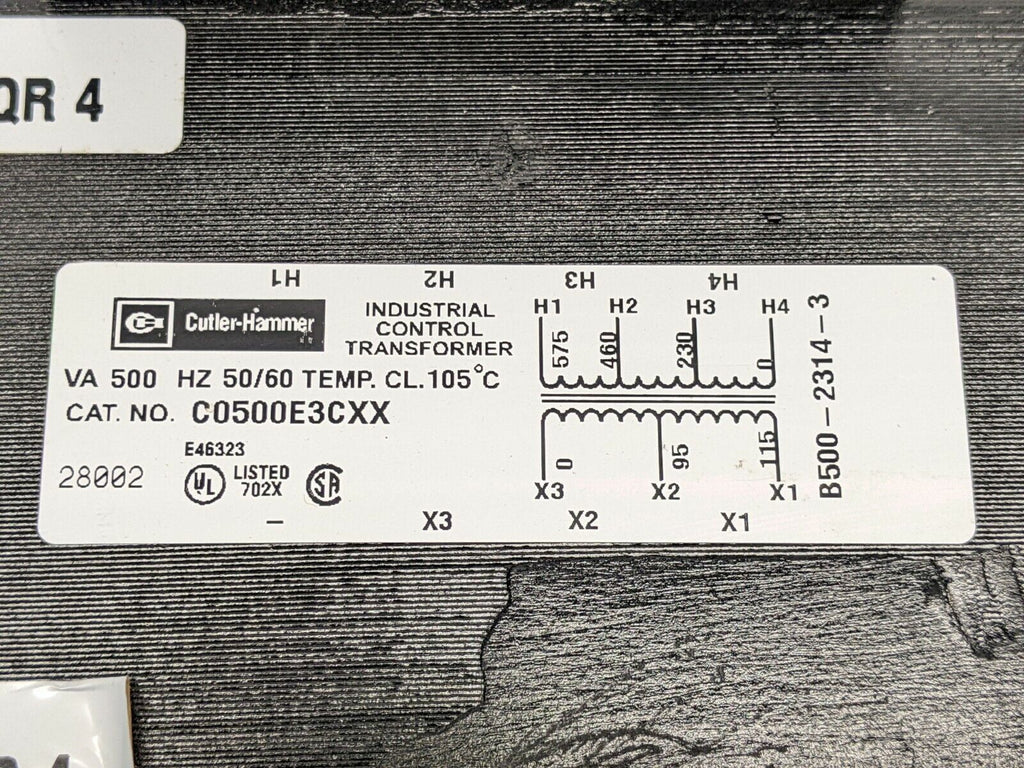 QR 4
H1 H2 H3 H4
Cutler-Hammer
INDUSTRIAL
CONTROL
TRANSFORMER
VA 500 HZ 50/60 TEMP. CL.105°C
CAT. NO. C0500E3CXX
E46323
28002
UL LISTED
702X
SA
H1 H2 H3 H4
575 460 230 0
0 95 115
X3 X2 X1
B500-23314-3
– X3 X2 X1